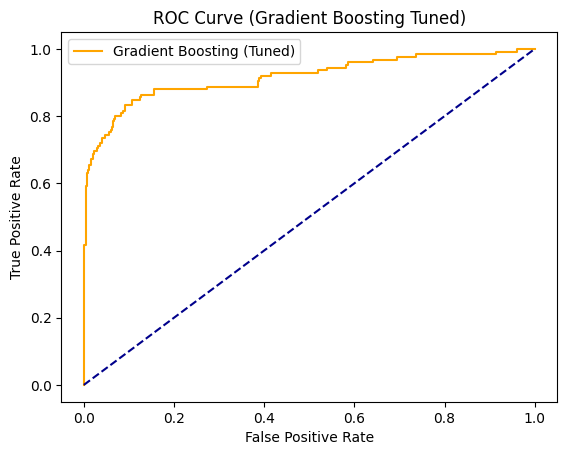 ROC Curve (Gradient Boosting Tuned)
Gradient Boosting (Tuned)
True Positive Rate
1.0
0.8
0.6
0.4
0.2
0.0
0.0 0.2 0.4 0.6 0.8 1.0
False Positive Rate